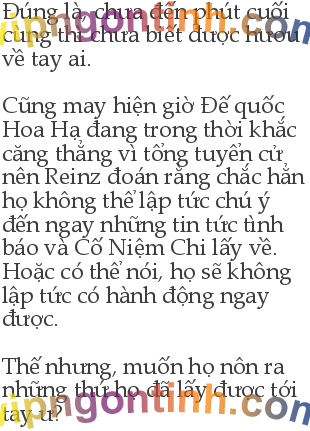 Đúng là, chưa đến phút cuối
cùng thì chưa biết được hươu
về tay ai.
Cũng may hiện giờ Đế quốc
Hoa Hạ đang trong thời khắc
căng thẳng vì tổng tuyển cử
nên Reinz đoán rằng chắc hẳn
họ không thể lập tức chú ý
đến ngay những tin tức tình
báo và Cố Niệm Chi lấy về.
Hoặc có thể nói, họ sẽ không
lập tức có hành động ngay
được.
Thế nhưng, muốn họ nôn ra
những thứ họ đã lấy được tới
tay ư?
vipngontinh.com
vipngontinh.com